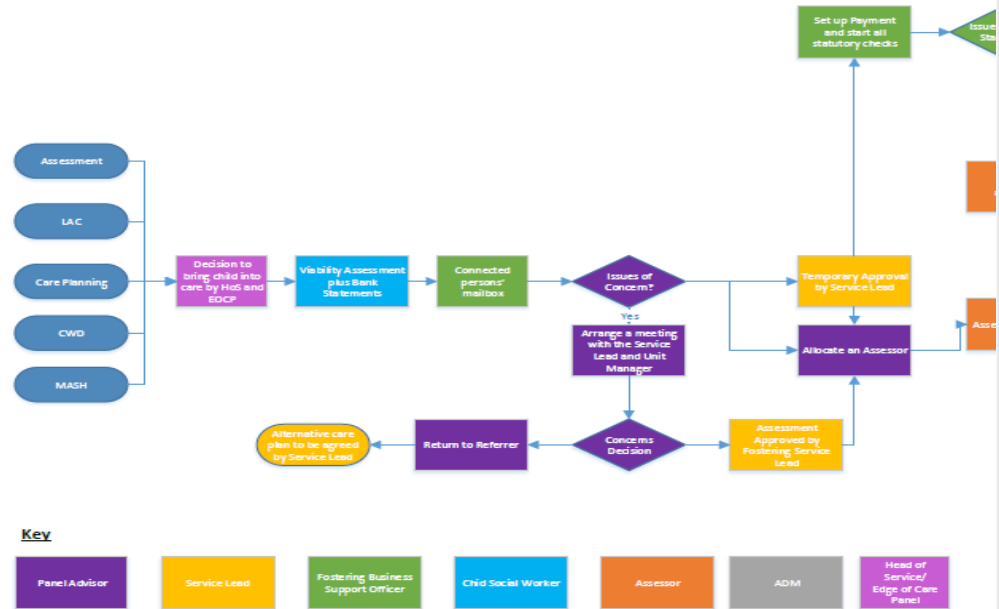 Set up Payment
and start all
statutory checks
Issue
Sta
Assessment
LAC
Care Planning
CWD
MASH
Decision to
bring child into
care by HoS and
EOCP
Viability Assessment
plus Bank
Statements
Connected
persons'
mailbox
Issues of
Concern?
Temporary Approval
by Service Lead
Yes
Arrange a meeting
with the Service
Lead and Unit
Manager
Allocate an Assessor
Asse
Alternative care
plan to be agreed
by Service Lead
Return to Referrer
Concerns
Decision
Assessment
Approved by
Fostering Service
Lead
Key
Panel Advisor
Service Lead
Fostering Business
Support Officer
Chid Social Worker
Assessor
ADM
Head of
Service/
Edge of Care
Panel